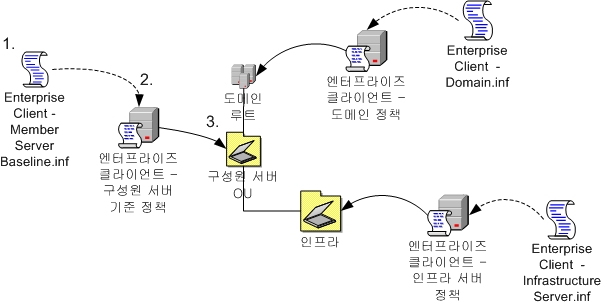 1.
Enterprise
Client -
Member
Server
Baseline.inf
2.
엔터프라이즈
클라이언트 –
구성원 서버
기준 정책
3.
구성원 서버
OU
도메인
루트
엔터프라이즈
클라이언트 –
도메인 정책
Enterprise
Client -
Domain.inf
인프라
엔터프라이즈
클라이언트 –
인프라 서버
정책
Enterprise
Client -
Infrastructure
Server.inf